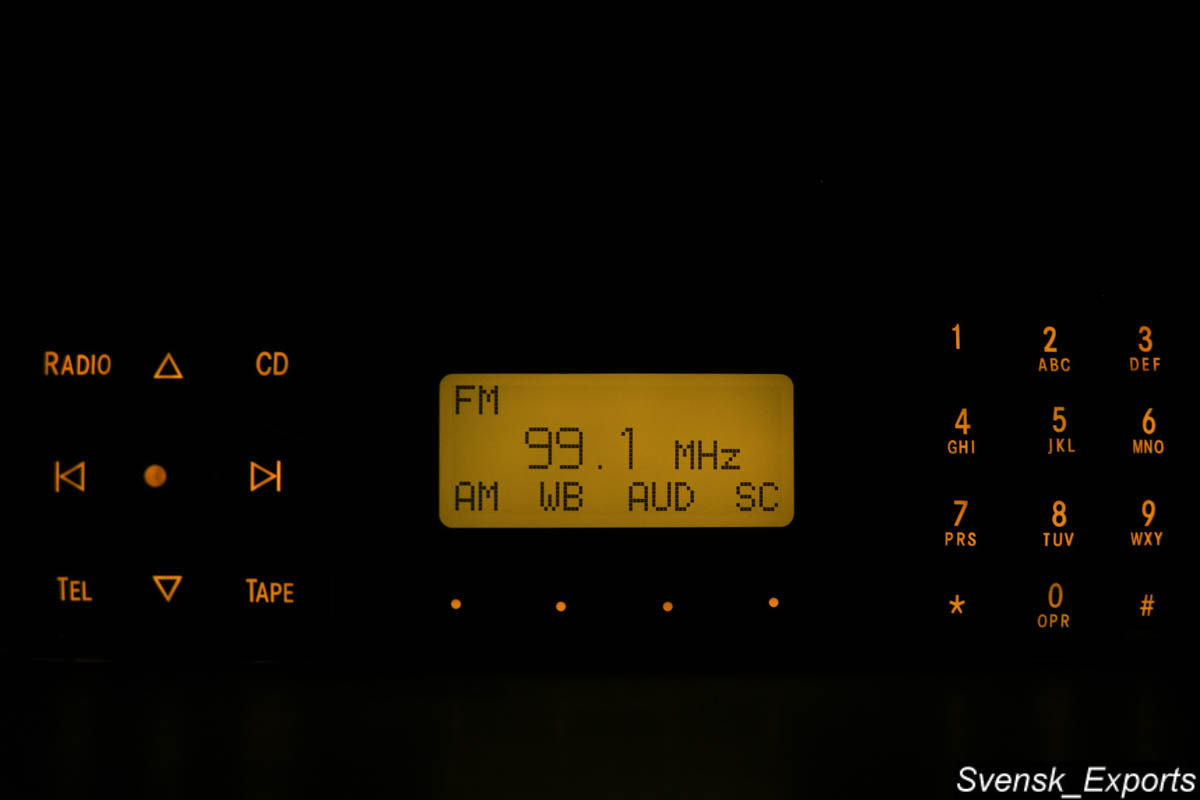 RADIO
CD
TEL
TAPE
FM
99.1 MHz
AM WB AUD SC
1 2 3
ABC DEF
4 5 6
GHI JKL MNO
7 8 9
PRS TUV WXY
* 0 #
OPR
Svensk_Exports